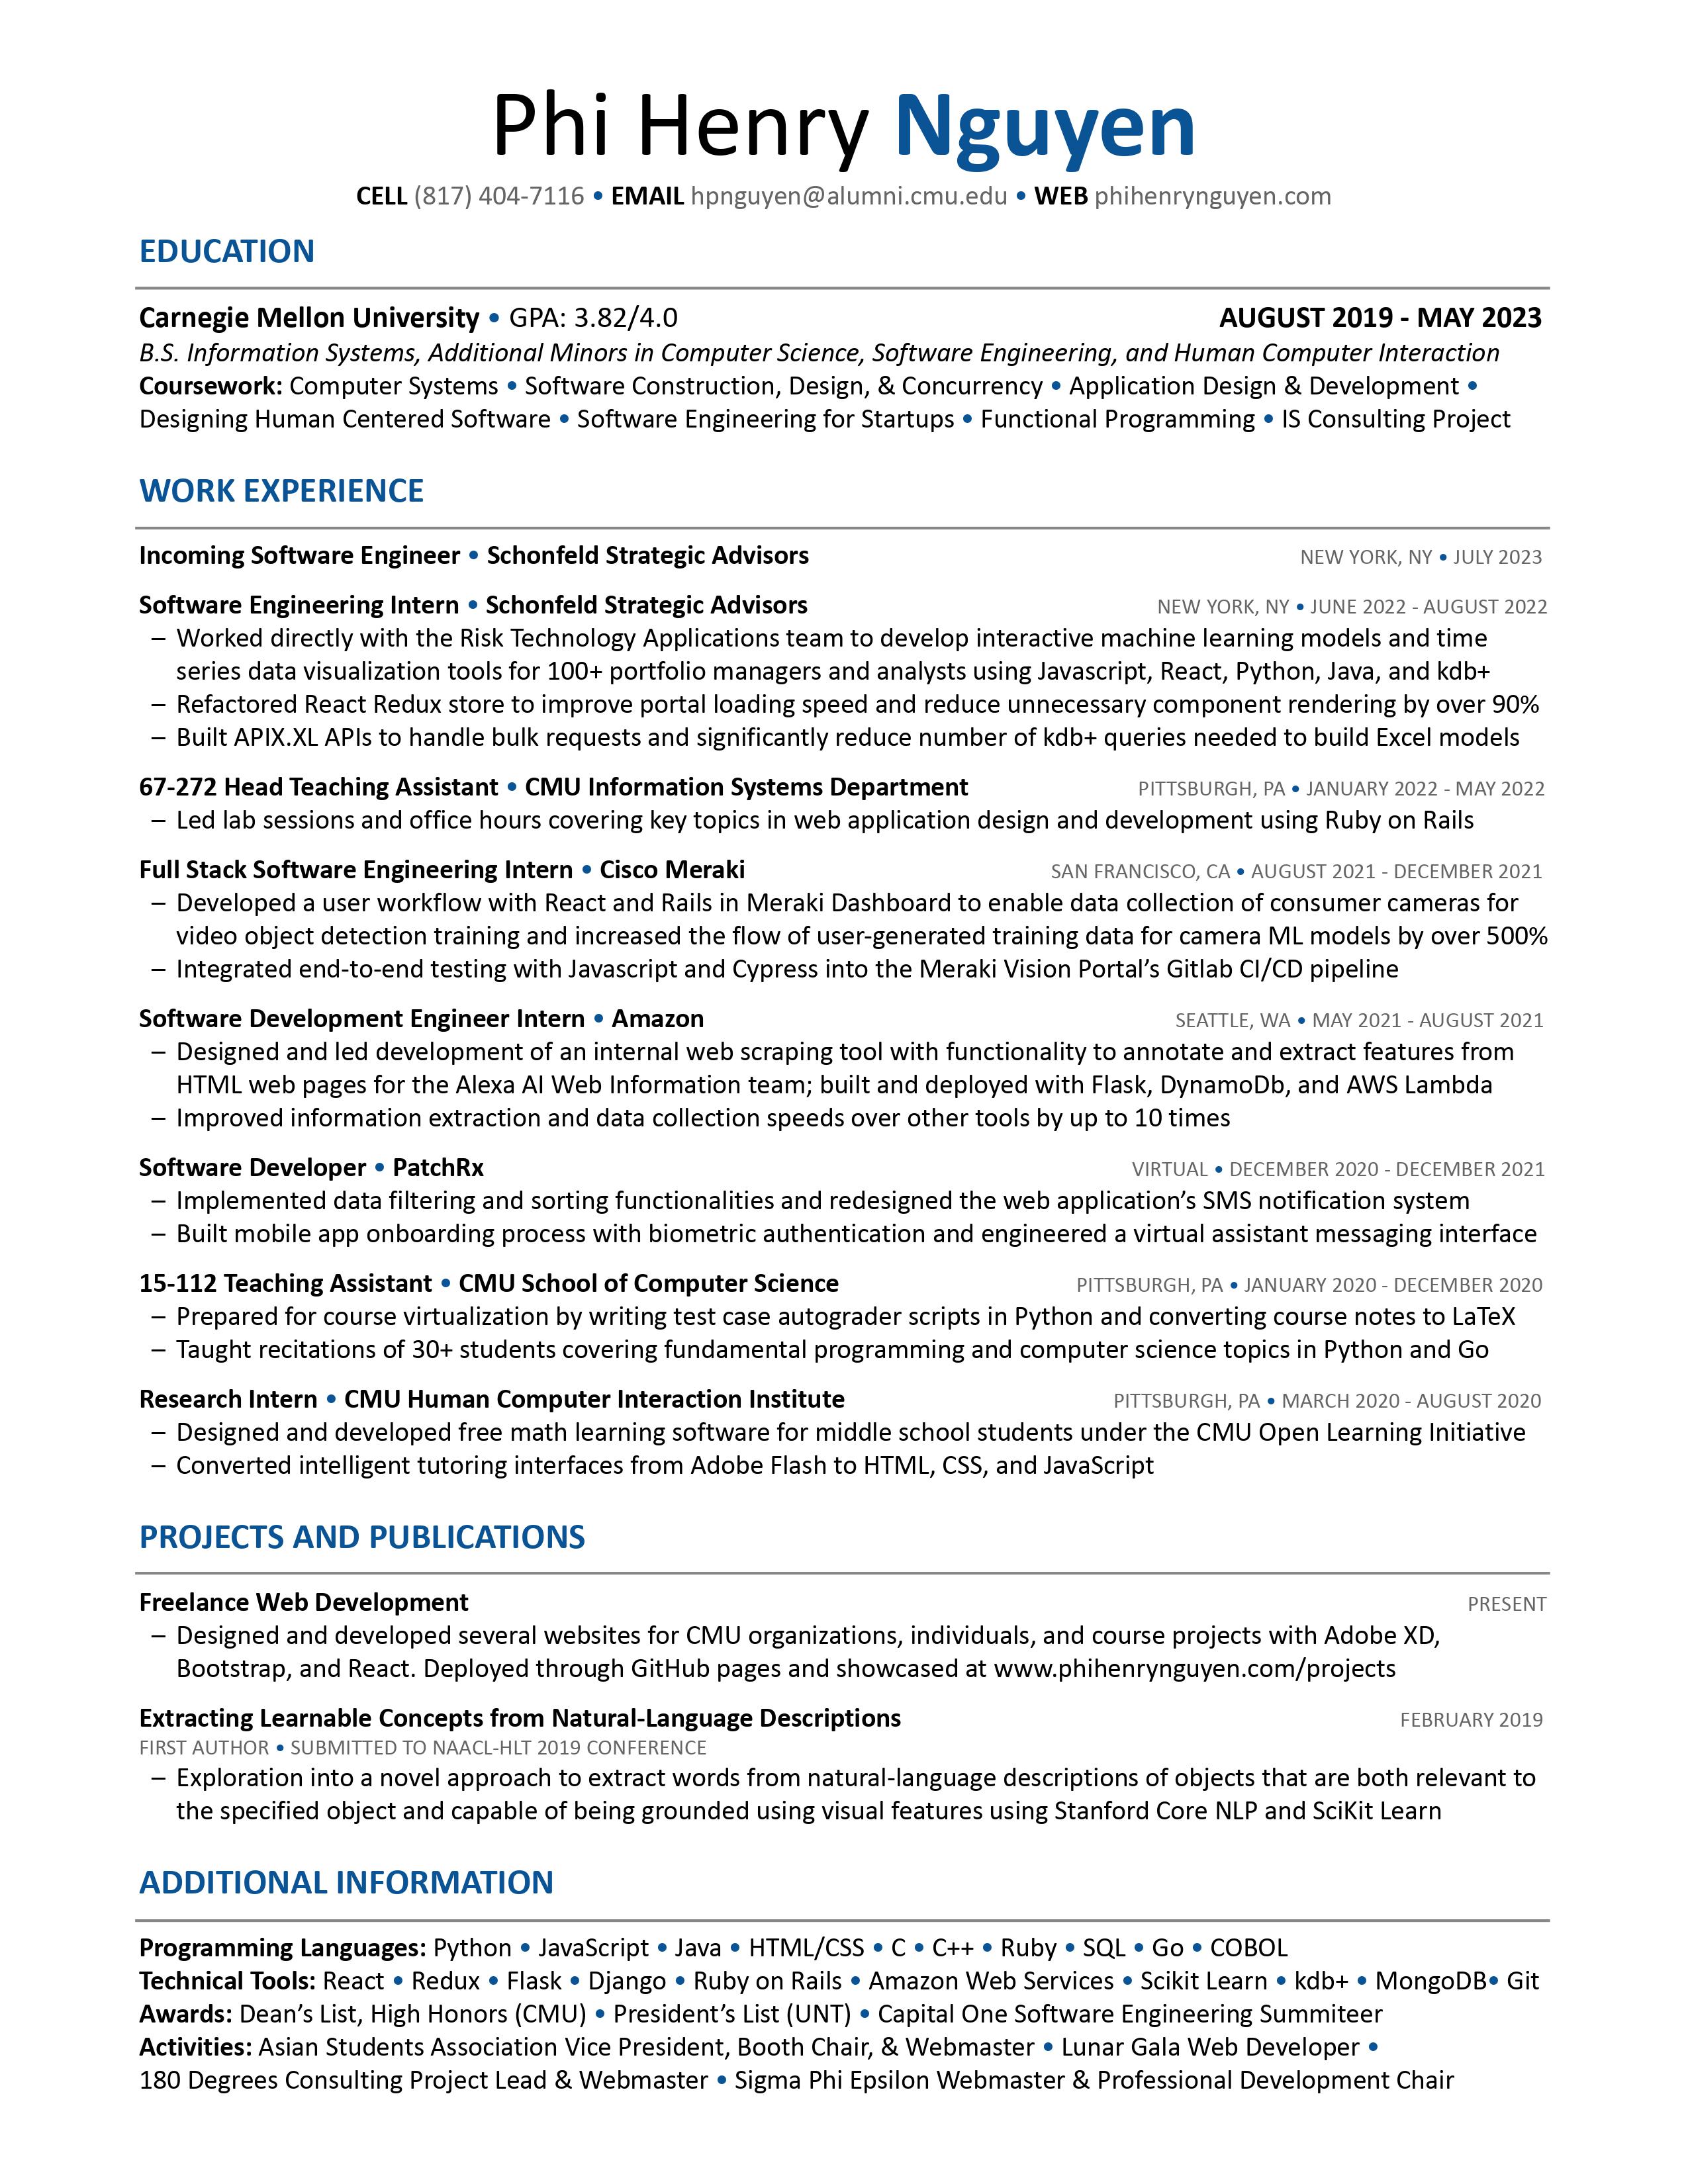 Phi Henry Nguyen
CELL (817) 404-7116 • EMAIL hpnguyen@alumni.cmu.edu • WEB phihenrynguyen.com
EDUCATION
Carnegie Mellon University • GPA: 3.82/4.0 AUGUST 2019 - MAY 2023
B.S. Information Systems, Additional Minors in Computer Science, Software Engineering, and Human Computer Interaction
Coursework: Computer Systems • Software Construction, Design, & Concurrency • Application Design & Development •
Designing Human Centered Software • Software Engineering for Startups • Functional Programming • IS Consulting Project
WORK EXPERIENCE
Incoming Software Engineer • Schonfeld Strategic Advisors NEW YORK, NY • JULY 2023
Software Engineering Intern • Schonfeld Strategic Advisors NEW YORK, NY • JUNE 2022 - AUGUST 2022
– Worked directly with the Risk Technology Applications team to develop interactive machine learning models and time
series data visualization tools for 100+ portfolio managers and analysts using Javascript, React, Python, Java, and kdb+
– Refactored React Redux store to improve portal loading speed and reduce unnecessary component rendering by over 90%
– Built APIX.XL APIs to handle bulk requests and significantly reduce number of kdb+ queries needed to build Excel models
67-272 Head Teaching Assistant • CMU Information Systems Department PITTSBURGH, PA • JANUARY 2022 - MAY 2022
– Led lab sessions and office hours covering key topics in web application design and development using Ruby on Rails
Full Stack Software Engineering Intern • Cisco Meraki SAN FRANCISCO, CA • AUGUST 2021 - DECEMBER 2021
– Developed a user workflow with React and Rails in Meraki Dashboard to enable data collection of consumer cameras for
video object detection training and increased the flow of user-generated training data for camera ML models by over 500%
– Integrated end-to-end testing with Javascript and Cypress into the Meraki Vision Portal’s Gitlab CI/CD pipeline
Software Development Engineer Intern • Amazon SEATTLE, WA • MAY 2021 - AUGUST 2021
– Designed and led development of an internal web scraping tool with functionality to annotate and extract features from
HTML web pages for the Alexa AI Web Information team; built and deployed with Flask, DynamoDb, and AWS Lambda
– Improved information extraction and data collection speeds over other tools by up to 10 times
Software Developer • PatchRx VIRTUAL • DECEMBER 2020 - DECEMBER 2021
– Implemented data filtering and sorting functionalities and redesigned the web application’s SMS notification system
– Built mobile app onboarding process with biometric authentication and engineered a virtual assistant messaging interface
15-112 Teaching Assistant • CMU School of Computer Science PITTSBURGH, PA • JANUARY 2020 - DECEMBER 2020
– Prepared for course virtualization by writing test case autograder scripts in Python and converting course notes to LaTeX
– Taught recitations of 30+ students covering fundamental programming and computer science topics in Python and Go
Research Intern • CMU Human Computer Interaction Institute PITTSBURGH, PA • MARCH 2020 - AUGUST 2020
– Designed and developed free math learning software for middle school students under the CMU Open Learning Initiative
– Converted intelligent tutoring interfaces from Adobe Flash to HTML, CSS, and JavaScript
PROJECTS AND PUBLICATIONS
Freelance Web Development PRESENT
– Designed and developed several websites for CMU organizations, individuals, and course projects with Adobe XD,
Bootstrap, and React. Deployed through GitHub pages and showcased at www.phihenrynguyen.com/projects
Extracting Learnable Concepts from Natural-Language Descriptions FEBRUARY 2019
FIRST AUTHOR • SUBMITTED TO NAACL-HLT 2019 CONFERENCE
– Exploration into a novel approach to extract words from natural-language descriptions of objects that are both relevant to
the specified object and capable of being grounded using visual features using Stanford Core NLP and SciKit Learn
ADDITIONAL INFORMATION
Programming Languages: Python • JavaScript • Java • HTML/CSS • C • C++ • Ruby • SQL • Go • COBOL
Technical Tools: React • Redux • Flask • Django • Ruby on Rails • Amazon Web Services • Scikit Learn • kdb+ • MongoDB• Git
Awards: Dean’s List, High Honors (CMU) • President’s List (UNT) • Capital One Software Engineering Summiteer
Activities: Asian Students Association Vice President, Booth Chair, & Webmaster • Lunar Gala Web Developer •
180 Degrees Consulting Project Lead & Webmaster • Sigma Phi Epsilon Webmaster & Professional Development Chair